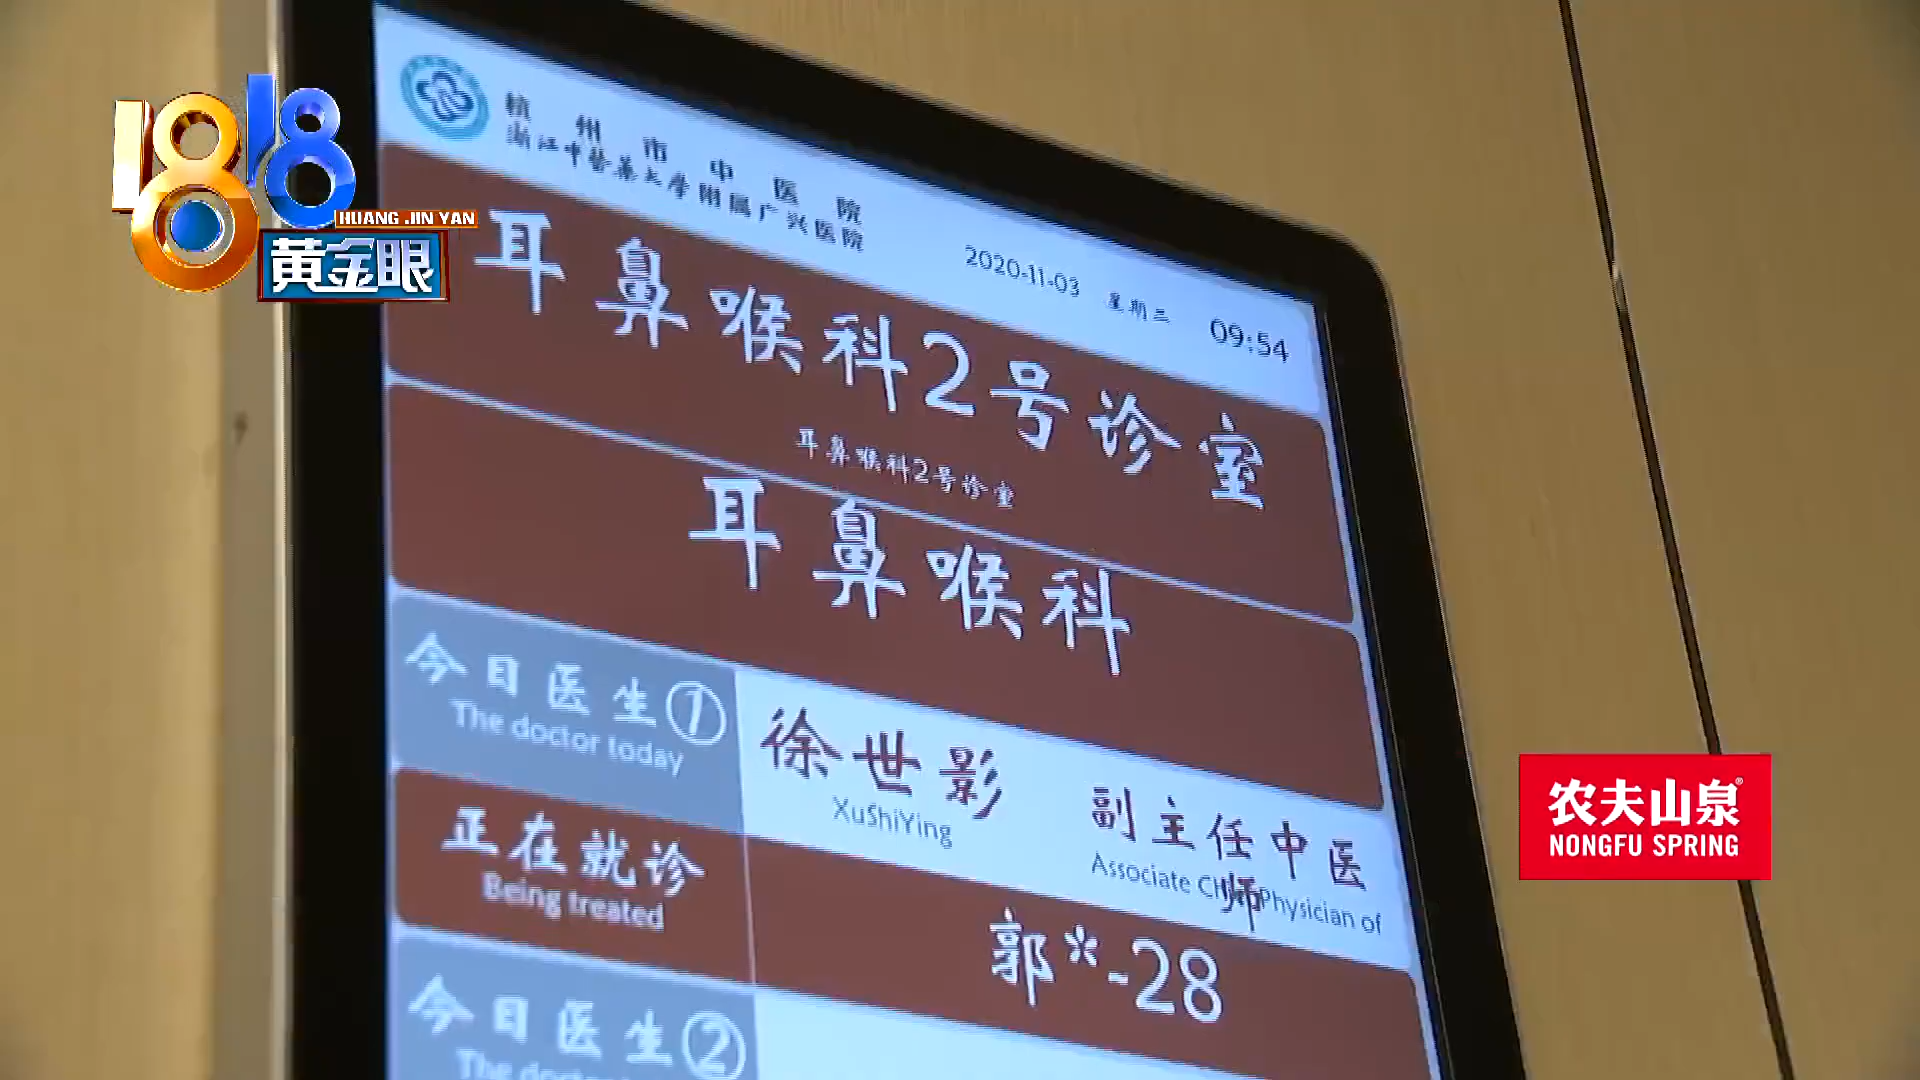 1818
HUANG JIN YAN
黄金眼
杭州市中医院
浙江中医药大学附属广兴医院
2020-11-03 星期二 09:54
耳鼻喉科2号诊室
耳鼻喉科2号诊室
耳鼻喉科
今日医生①
The doctor today
徐世影
XuShiYing
副主任中医
师
Associate Ch Physician of
正在就诊
Being treated
郭*-28
今日医生②
The doct
农夫山泉®
NONGFU SPRING